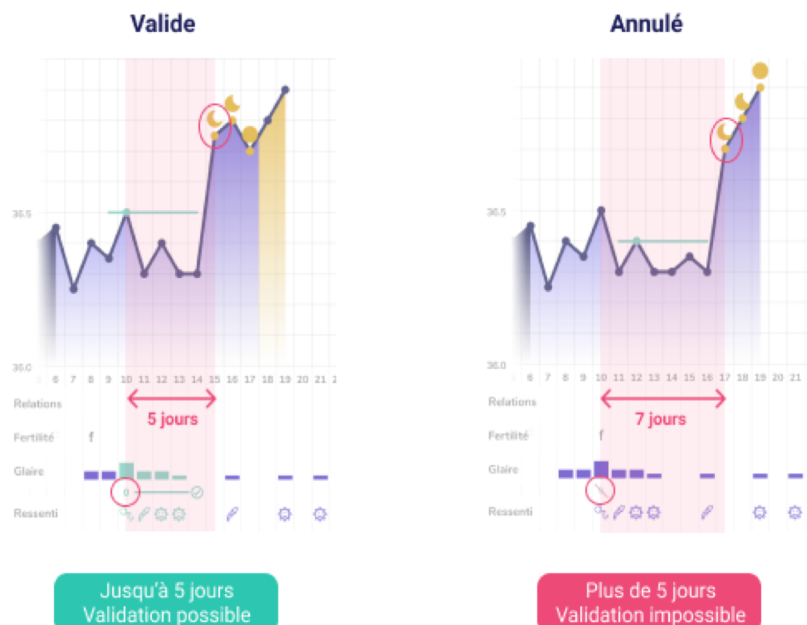 Valide
36.5
36.0
6 7 8 9 10 11 12 13 14 15 16 17 18 19 20 21
5 jours
Relations
Fertilité f
Glaire
0
Ressenti
Jusqu'à 5 jours
Validation possible
Annulé
36.5
36.0
6 7 8 9 10 11 12 13 14 15 16 17 18 19 20 21
7 jours
Relations
Fertilité f
Glaire
Ressenti
Plus de 5 jours
Validation impossible